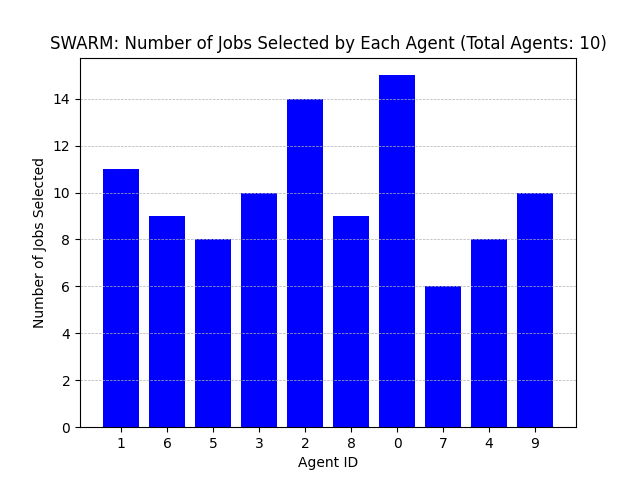 SWARM: Number of Jobs Selected by Each Agent (Total Agents: 10)
14
12
10
8
6
4
2
0
Number of Jobs Selected
1 6 5 3 2 8 0 7 4 9
Agent ID